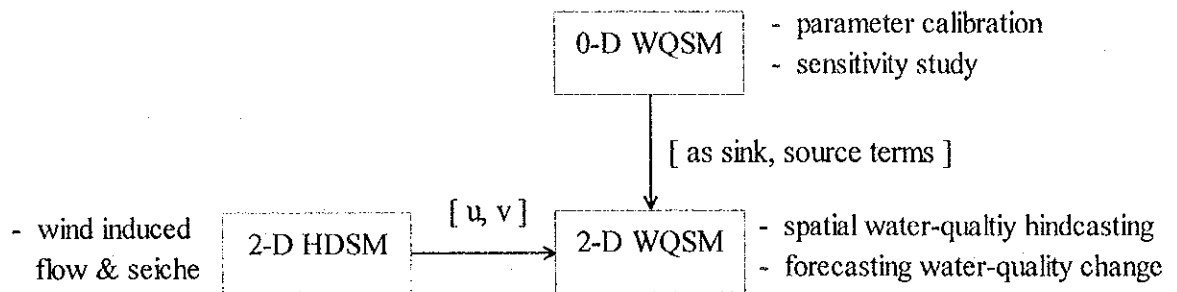 0-D WQSM
- parameter calibration
- sensitivity study
[ as sink, source terms ]
- wind induced
flow & seiche
2-D HDSM
[ u, v ]
2-D WQSM
- spatial water-qualtiy hindcasting
- forecasting water-quality change